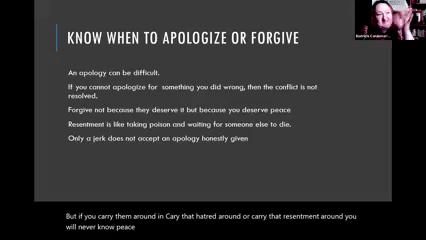 KNOW WHEN TO APOLOGIZE OR FORGIVE
An apology can be difficult.
If you cannot apologize for something you did wrong, then the conflict is not
resolved.
Forgive not because they deserve it but because you deserve peace
Resentment is like taking poison and waiting for someone else to die.
Only a jerk does not accept an apology honestly given
But if you carry them around in Cary that hatred around or carry that resentment around you
will never know peace